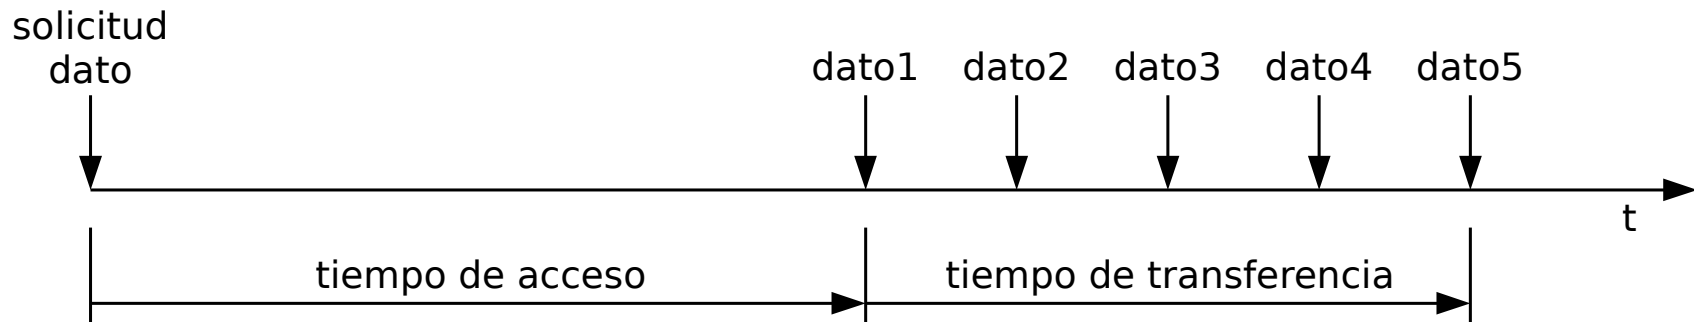 solicitud
dato
dato1 dato2 dato3 dato4 dato5
t
tiempo de acceso tiempo de transferencia